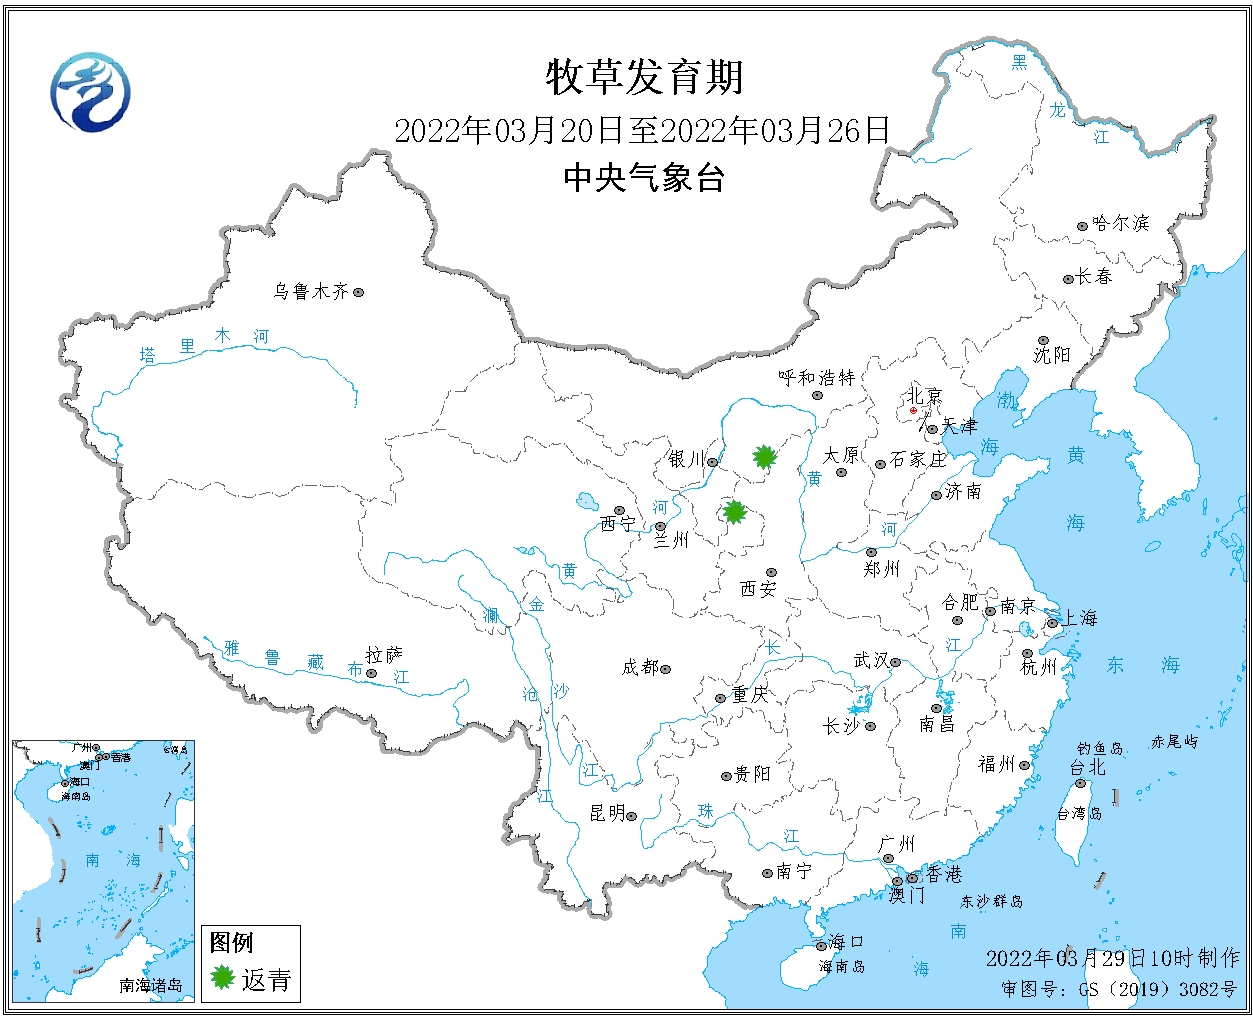 牧草发育期
2022年03月20日至2022年03月26日
中央气象台
黑
龙
江
哈尔滨
长春
沈阳
乌鲁木齐
塔里木河
呼和浩特
北京
天津
渤
海
银川
太原
石家庄
黄
海
济南
黄
河
西宁
河
兰州
郑州
黄
西安
澜
金
合肥
南京
上海
雅鲁藏布江
拉萨
成都
长
武汉
江
杭州
东海
沧
沙
重庆
长沙
南昌
钓鱼岛
赤尾屿
福州
台北
江
贵阳
江
台湾岛
昆明
珠
江
广州
南宁
香港
澳门
东沙群岛
南
海
海口
海南岛
广州
香港
澳门
海口
海南岛
台湾岛
南海
南海诸岛
图例
返青
2022年03月29日10时制作
审图号：GS（2019）3082号